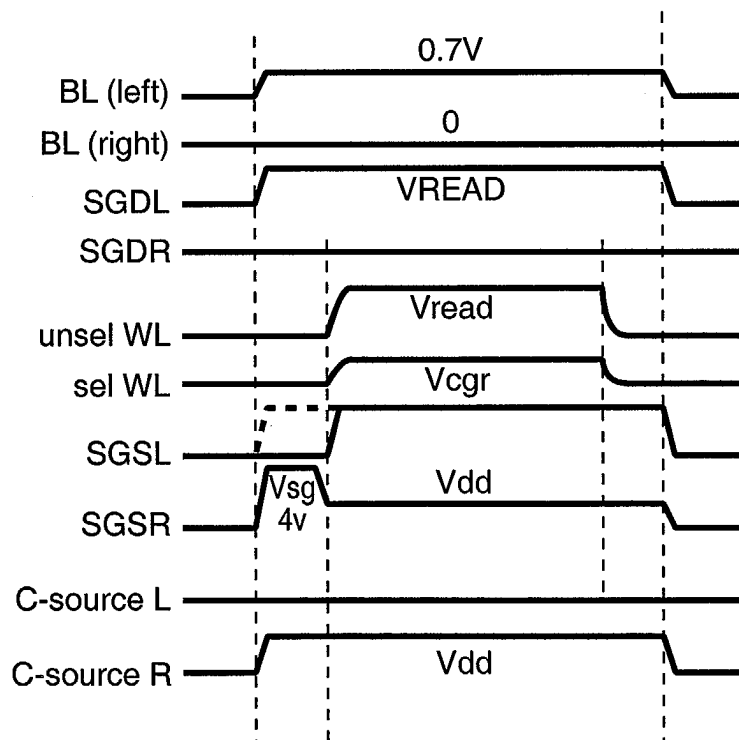 0.7V
BL (left)
0
BL (right)
VREAD
SGDL
SGDR
Vread
unsel WL
Vcgr
sel WL
SGSL
Vsg
4v
Vdd
SGSR
C-source L
Vdd
C-source R